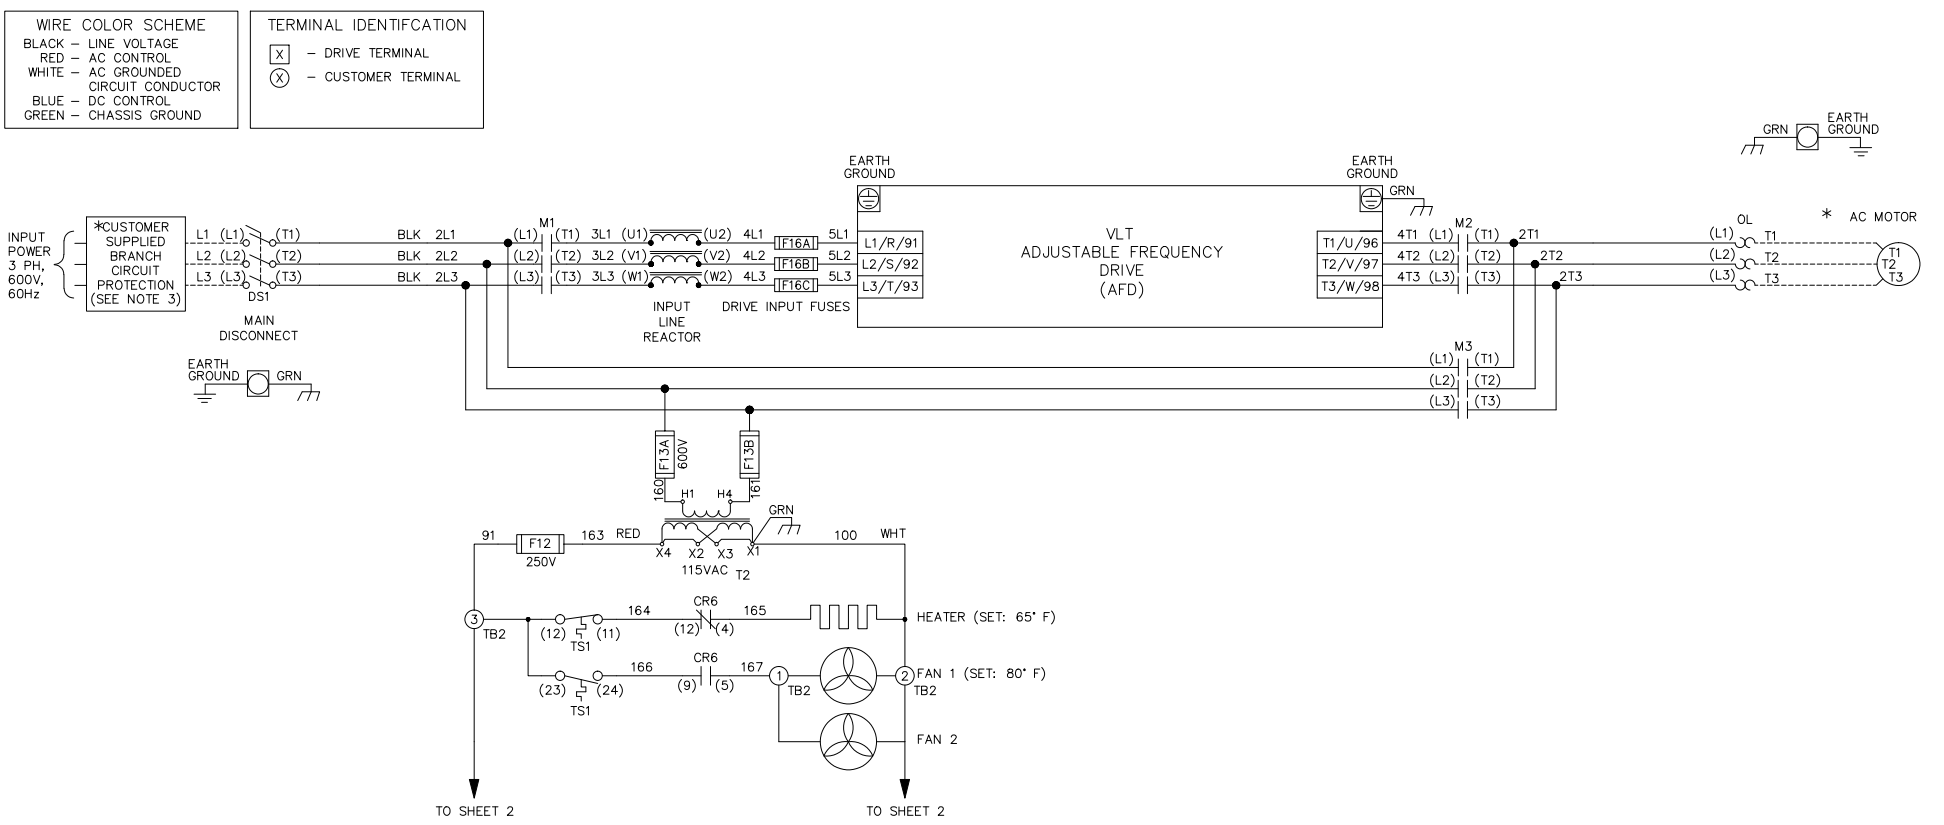 WIRE COLOR SCHEME
BLACK – LINE VOLTAGE
RED – AC CONTROL
WHITE – AC GROUNDED
CIRCUIT CONDUCTOR
BLUE – DC CONTROL
GREEN – CHASSIS GROUND
TERMINAL IDENTIFCATION
X – DRIVE TERMINAL
X – CUSTOMER TERMINAL
GRN
EARTH
GROUND
INPUT
POWER
3 PH,
600V,
60Hz
*CUSTOMER
SUPPLIED
BRANCH
CIRCUIT
PROTECTION
(SEE NOTE 3)
L1 (L1) (T1)
L2 (L2) (T2)
L3 (L3) (T3)
DS1
MAIN
DISCONNECT
EARTH
GROUND
GRN
BLK 2L1
BLK 2L2
BLK 2L3
M1
(L1) (T1) 3L1 (U1) (U2) 4L1 F16A 5L1
(L2) (T2) 3L2 (V1) (V2) 4L2 F16B 5L2
(L3) (T3) 3L3 (W1) (W2) 4L3 F16C 5L3
INPUT
LINE
REACTOR
DRIVE INPUT FUSES
EARTH
GROUND
L1/R/91
L2/S/92
L3/T/93
VLT
ADJUSTABLE FREQUENCY
DRIVE
(AFD)
EARTH
GROUND
GRN
T1/U/96
T2/V/97
T3/W/98
M2
4T1 (L1) (T1) 2T1
4T2 (L2) (T2) 2T2
4T3 (L3) (T3) 2T3
OL
(L1) T1
(L2) T2
(L3) T3
* AC MOTOR
T1
T2
T3
M3
(L1) (T1)
(L2) (T2)
(L3) (T3)
F13A
600V
F13B
160
161
H1 H4
GRN
91
F12
250V
163 RED
X4 X2 X3 X1
115VAC T2
100 WHT
3
TB2
(12) (11)
TS1
164
CR6
(12) (4)
165
HEATER (SET: 65° F)
(23) (24)
TS1
166
CR6
(9) (5)
167
1
TB2
2
TB2
FAN 1 (SET: 80° F)
FAN 2
TO SHEET 2
TO SHEET 2